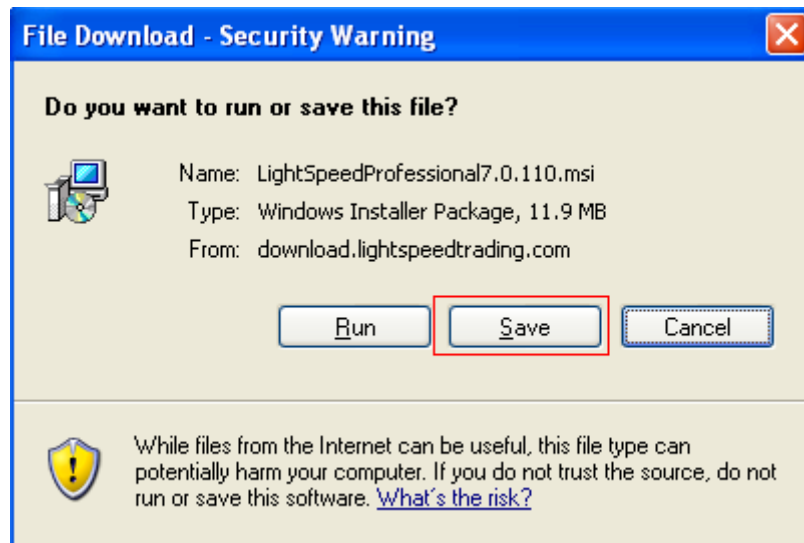 File Download - Security Warning
Do you want to run or save this file?
Name: LightSpeedProfessional7.0.110.msi
Type: Windows Installer Package, 11.9 MB
From: download.lightspeedtrading.com
Run Save Cancel
While files from the Internet can be useful, this file type can
potentially harm your computer. If you do not trust the source, do not
run or save this software. What's the risk?